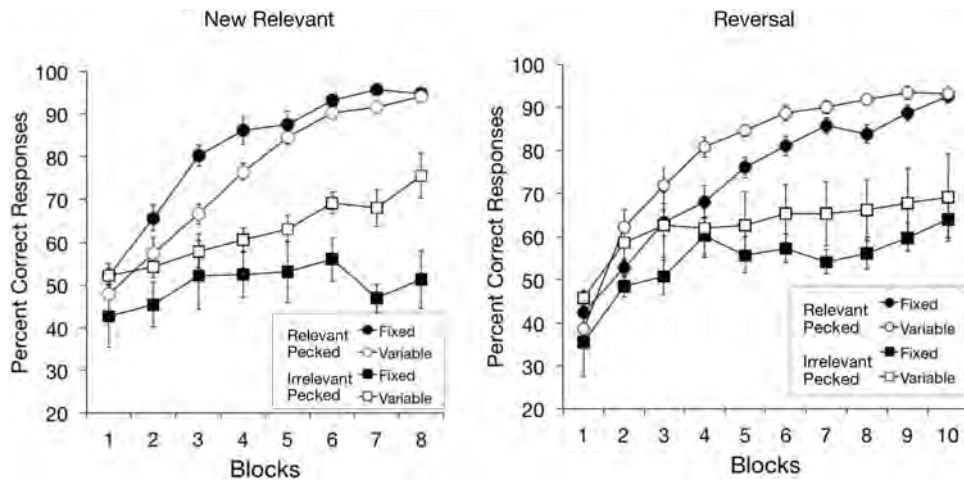 New Relevant
Percent Correct Responses
100
90
80
70
60
50
40
30
20
Relevant Pecked
Fixed
Variable
Irrelevant Pecked
Fixed
Variable
1 2 3 4 5 6 7 8
Blocks
Reversal
Percent Correct Responses
100
90
80
70
60
50
40
30
20
Relevant Pecked
Fixed
Variable
Irrelevant Pecked
Fixed
Variable
1 2 3 4 5 6 7 8 9 10
Blocks